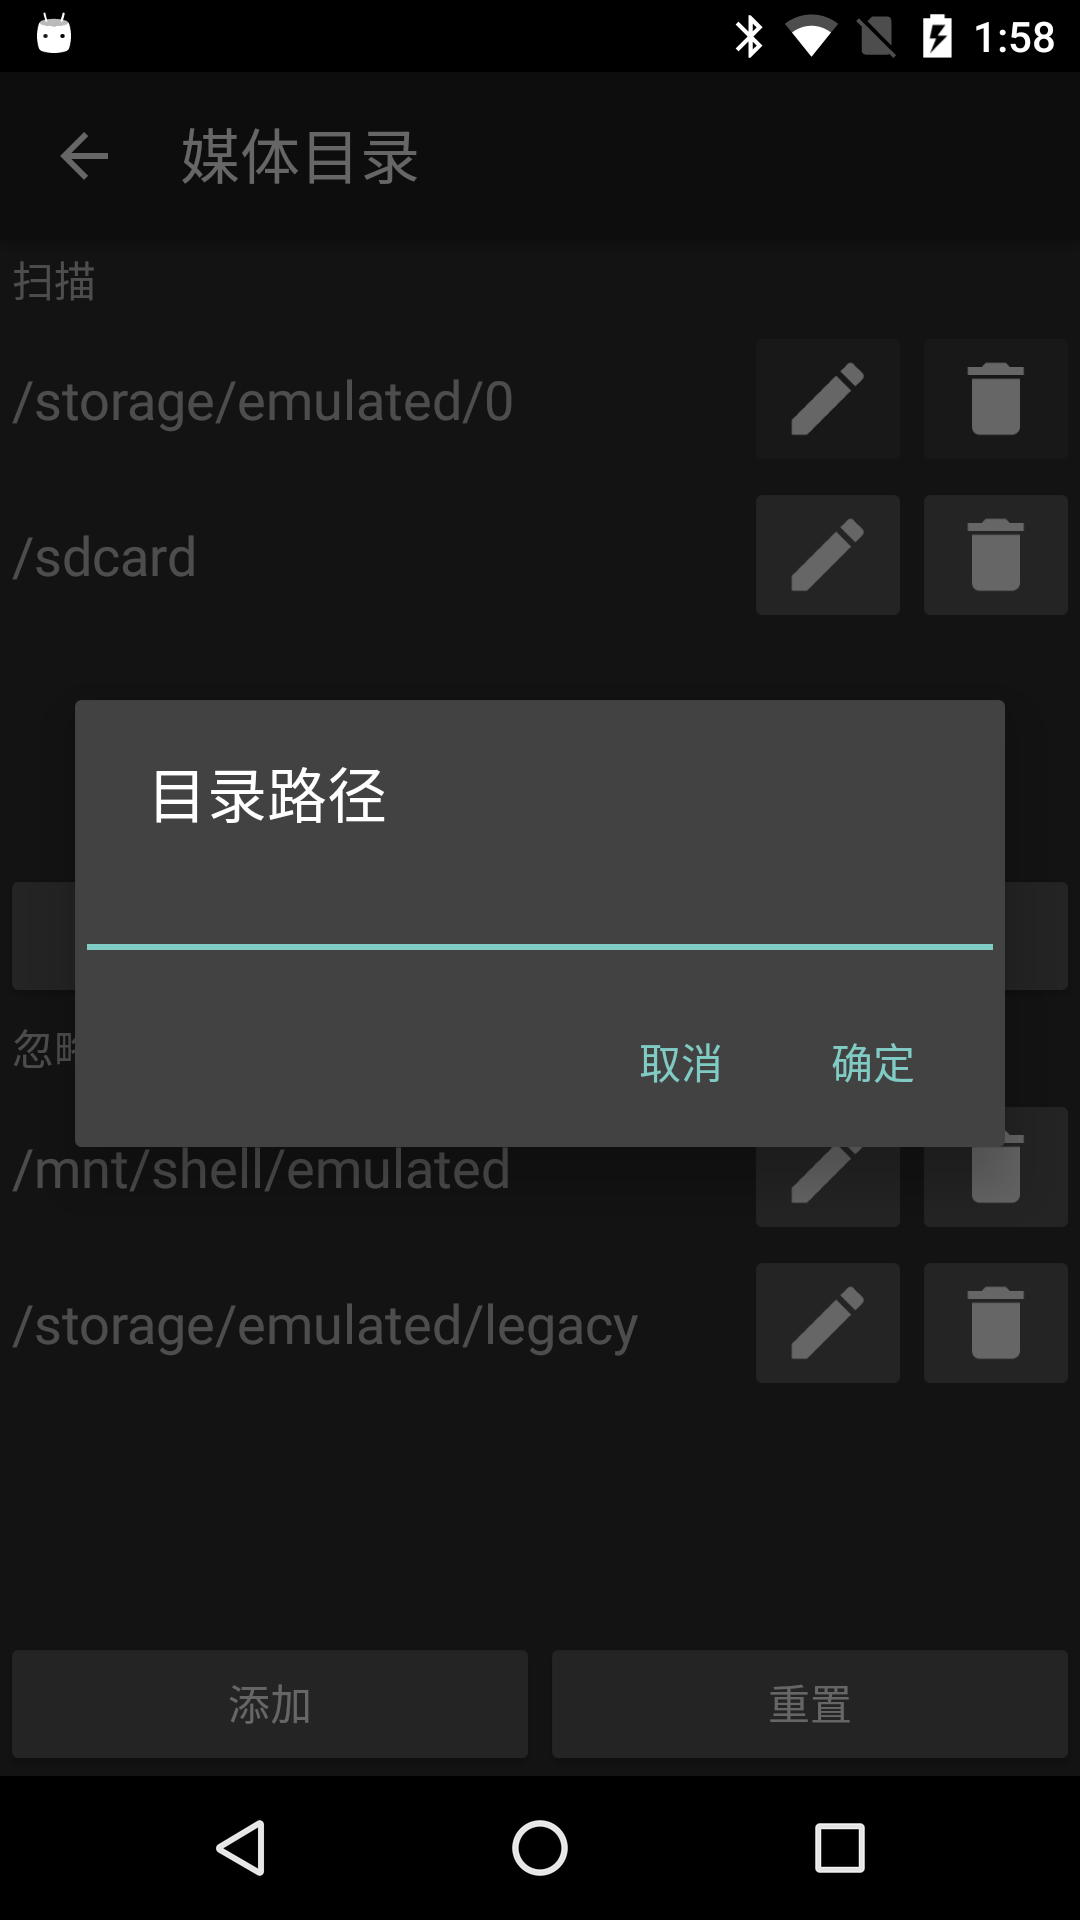 1:58
媒体目录
扫描
/storage/emulated/0
/sdcard
目录路径
取消 确定
忽
/mnt/shell/emulated
/storage/emulated/legacy
添加 重置